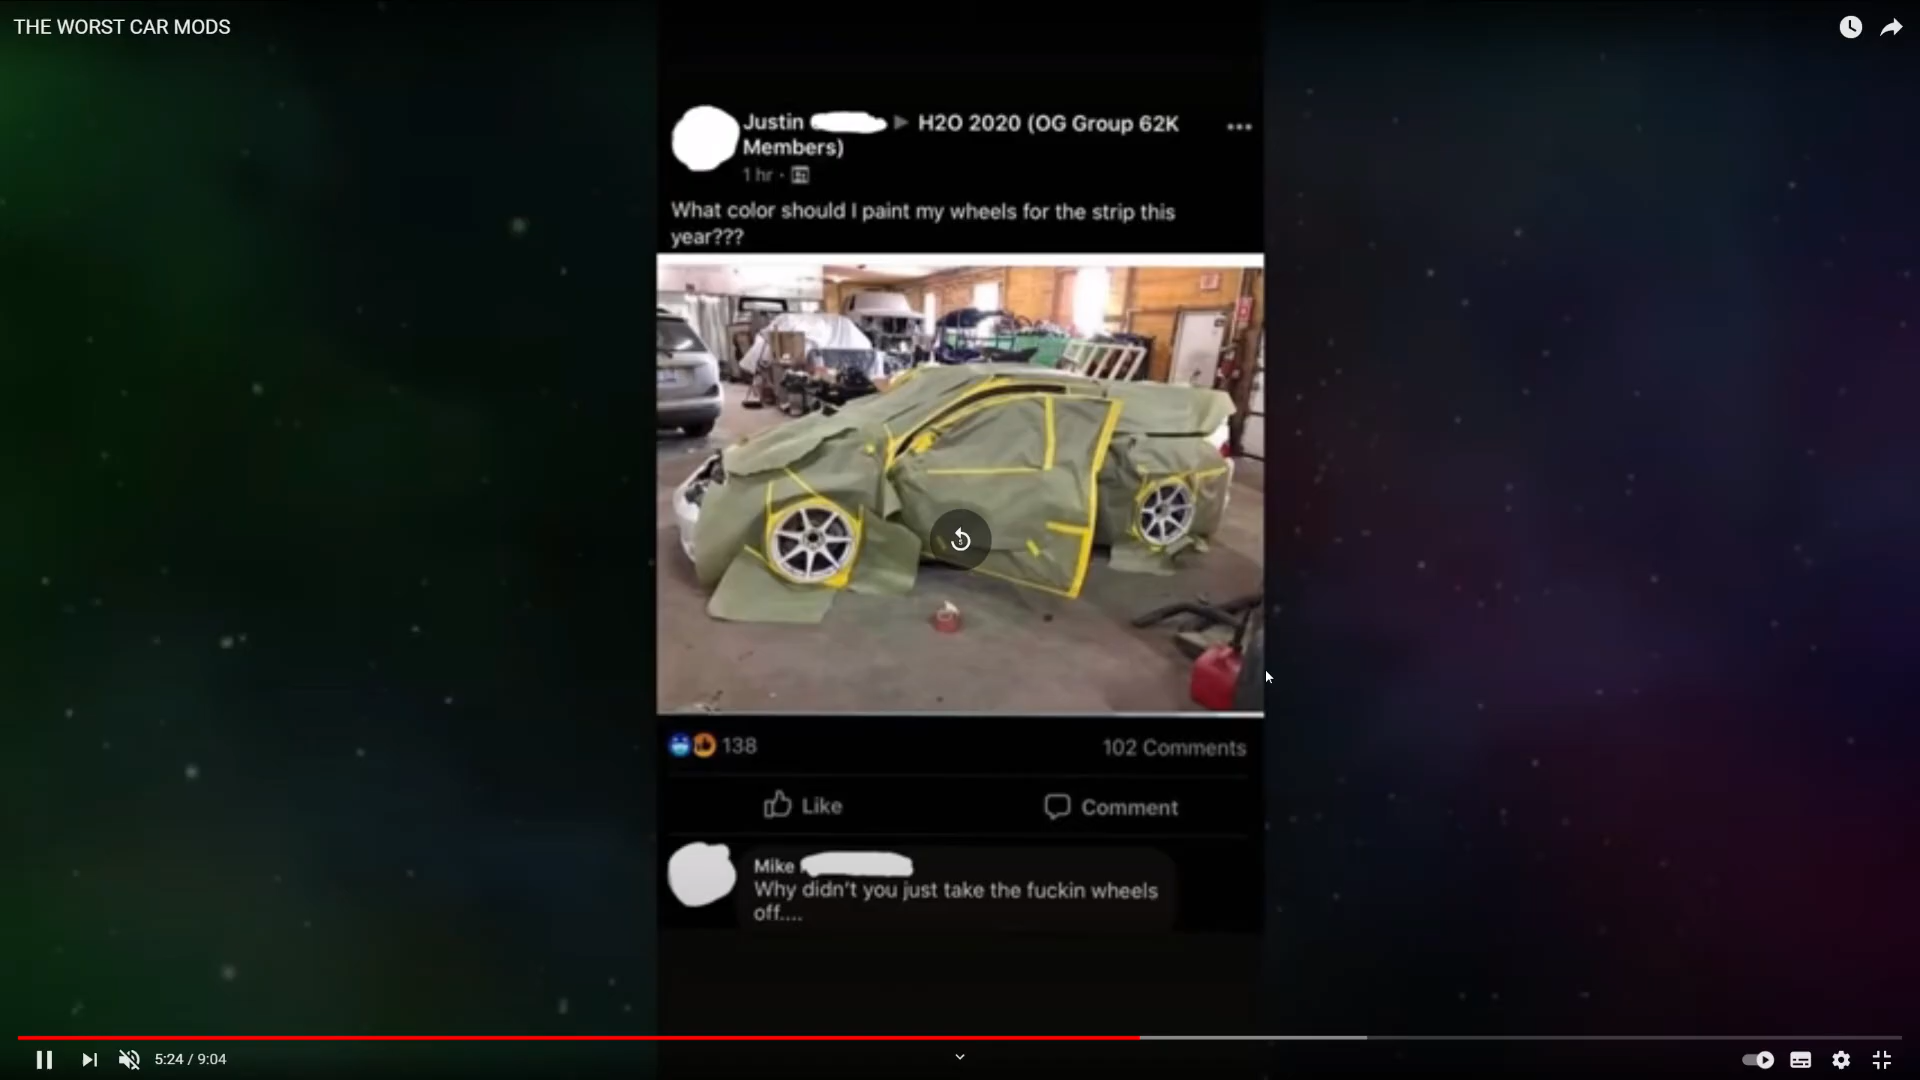 THE WORST CAR MODS
Justin ▶ H2O 2020 (OG Group 62K
Members)
1 hr ·
What color should I paint my wheels for the strip this
year???
5
138
102 Comments
Like
Comment
Mike
Why didn't you just take the fuckin wheels
off....
5:24 / 9:04